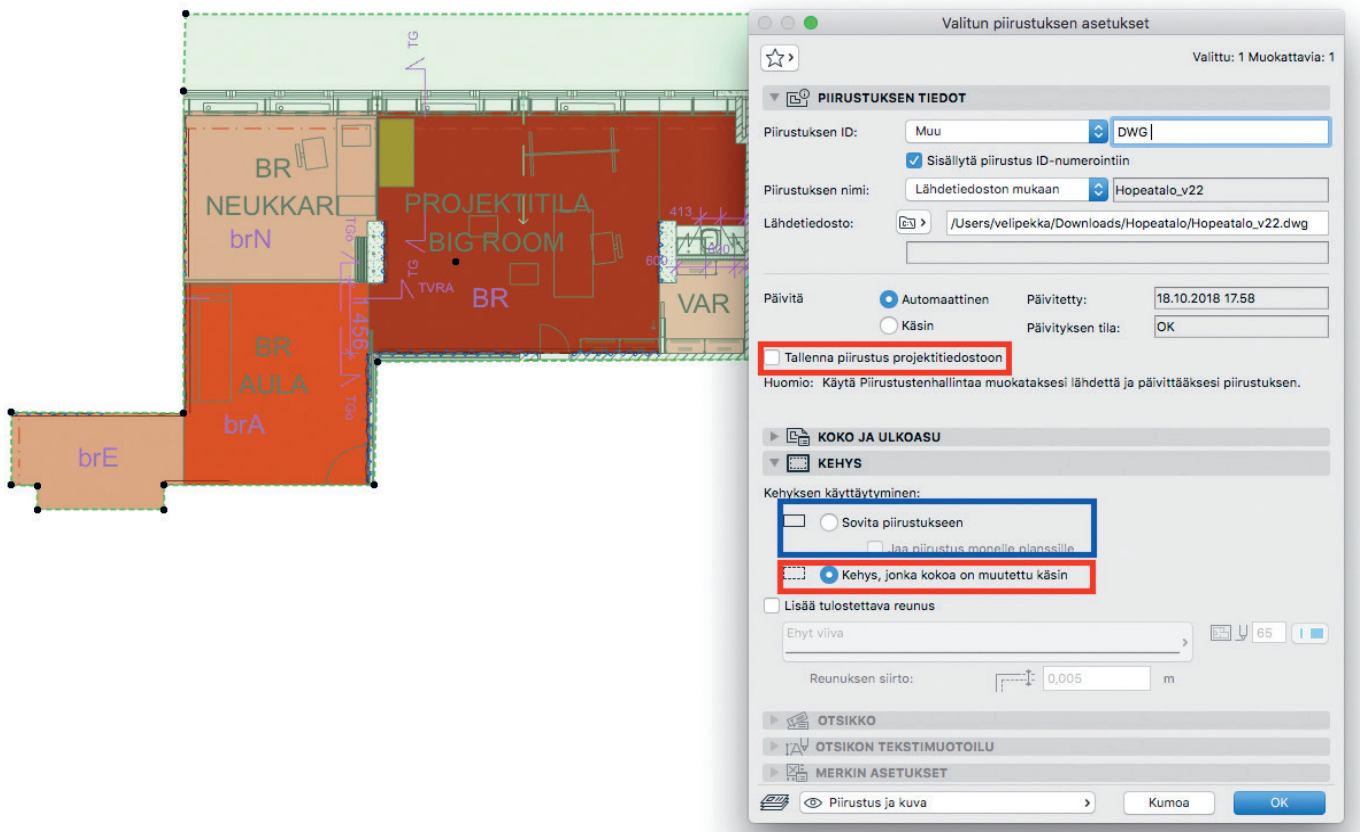 TG
BR
NEUKKARI
brN
PROJEKTITILA
BIG ROOM
BR
TGo
TG
TVRA
413
600
VAR
456
BR
AULA
brA
TGo
brE
Valitun piirustuksen asetukset
Valittu: 1 Muokattavia: 1
PIIRUSTUKSEN TIEDOT
Piirustuksen ID: Muu DWG
Sisällytä piirustus ID-numerointiin
Piirustuksen nimi: Lähdetiedoston mukaan Hopeatalo_v22
Lähdetiedosto: /Users/velipekka/Downloads/Hopeatalo/Hopeatalo_v22.dwg
Päivitä Automaattinen Päivitetty: 18.10.2018 17.58
Käsin Päivityksen tila: OK
Tallenna piirustus projektitiedostoon
Huomio: Käytä Piirustustenhallintaa muokataksesi lähdettä ja päivittääksesi piirustuksen.
KOKO JA ULKOASU
KEHYS
Kehyksen käyttäytyminen:
Sovita piirustukseen
Jaa piirustus monelle planssille
Kehys, jonka kokoa on muutettu käsin
Lisää tulostettava reunus
Ehyt viiva 65
Reunuksen siirto: 0,005 m
OTSIKKO
OTSIKON TEKSTIMUOTOILU
MERKIN ASETUKSET
Piirustus ja kuva Kumoa OK